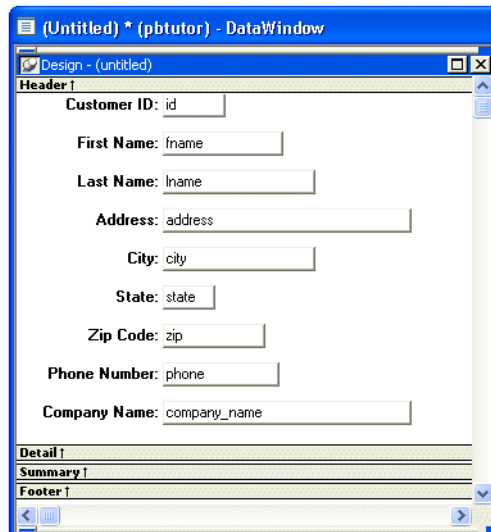 (Untitled) * (pbtutor) - DataWindow
Design - (untitled)
Header ↑
Customer ID: id
First Name: fname
Last Name: lname
Address: address
City: city
State: state
Zip Code: zip
Phone Number: phone
Company Name: company_name
Detail ↑
Summary ↑
Footer ↑